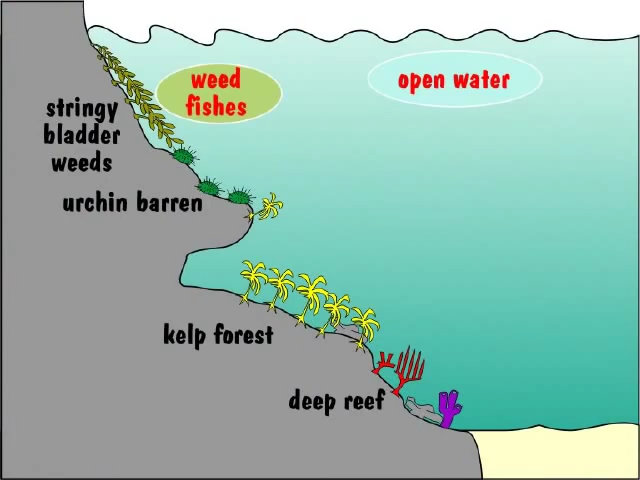 weed
fishes
open water
stringy
bladder
weeds
urchin barren
kelp forest
deep reef